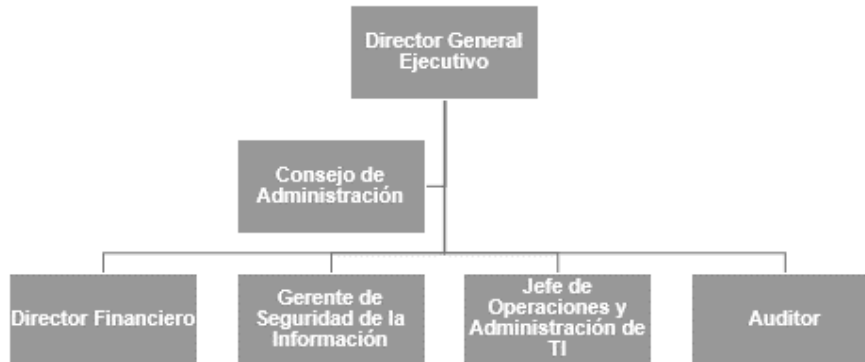 Director General
Ejecutivo
Consejo de
Administración
Director Financiero
Gerente de
Seguridad de la
Información
Jefe de
Operaciones y
Administración de
TI
Auditor